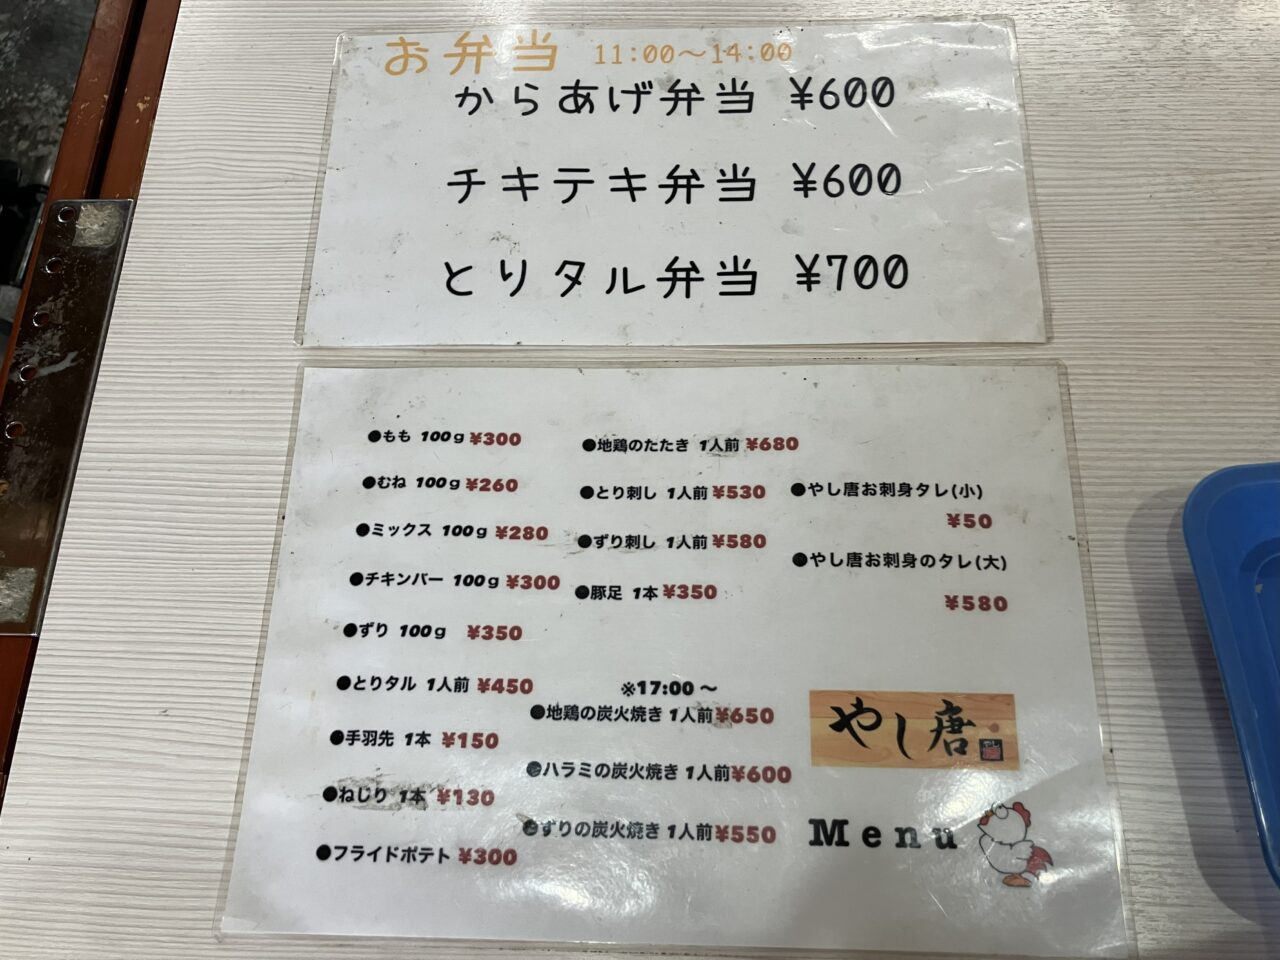 お弁当 11:00～14:00
からあげ弁当 ¥600
チキテキ弁当 ¥600
とりタル弁当 ¥700
●もも 100g ¥300
●むね 100g ¥260
●ミックス 100g ¥280
●チキンバー 100g ¥300
●ずり 100g ¥350
●とりタル 1人前 ¥450
●手羽先 1本 ¥150
●ねじり 1本 ¥130
●フライドポテト ¥300
●地鶏のたたき 1人前 ¥680
●とり刺し 1人前 ¥530
●ずり刺し 1人前 ¥580
●豚足 1本 ¥350
※17:00～
●地鶏の炭火焼き 1人前 ¥650
●ハラミの炭火焼き 1人前 ¥600
●ずりの炭火焼き 1人前 ¥550
●やし唐お刺身タレ(小)
¥50
●やし唐お刺身のタレ(大)
¥580
やし唐
Menu